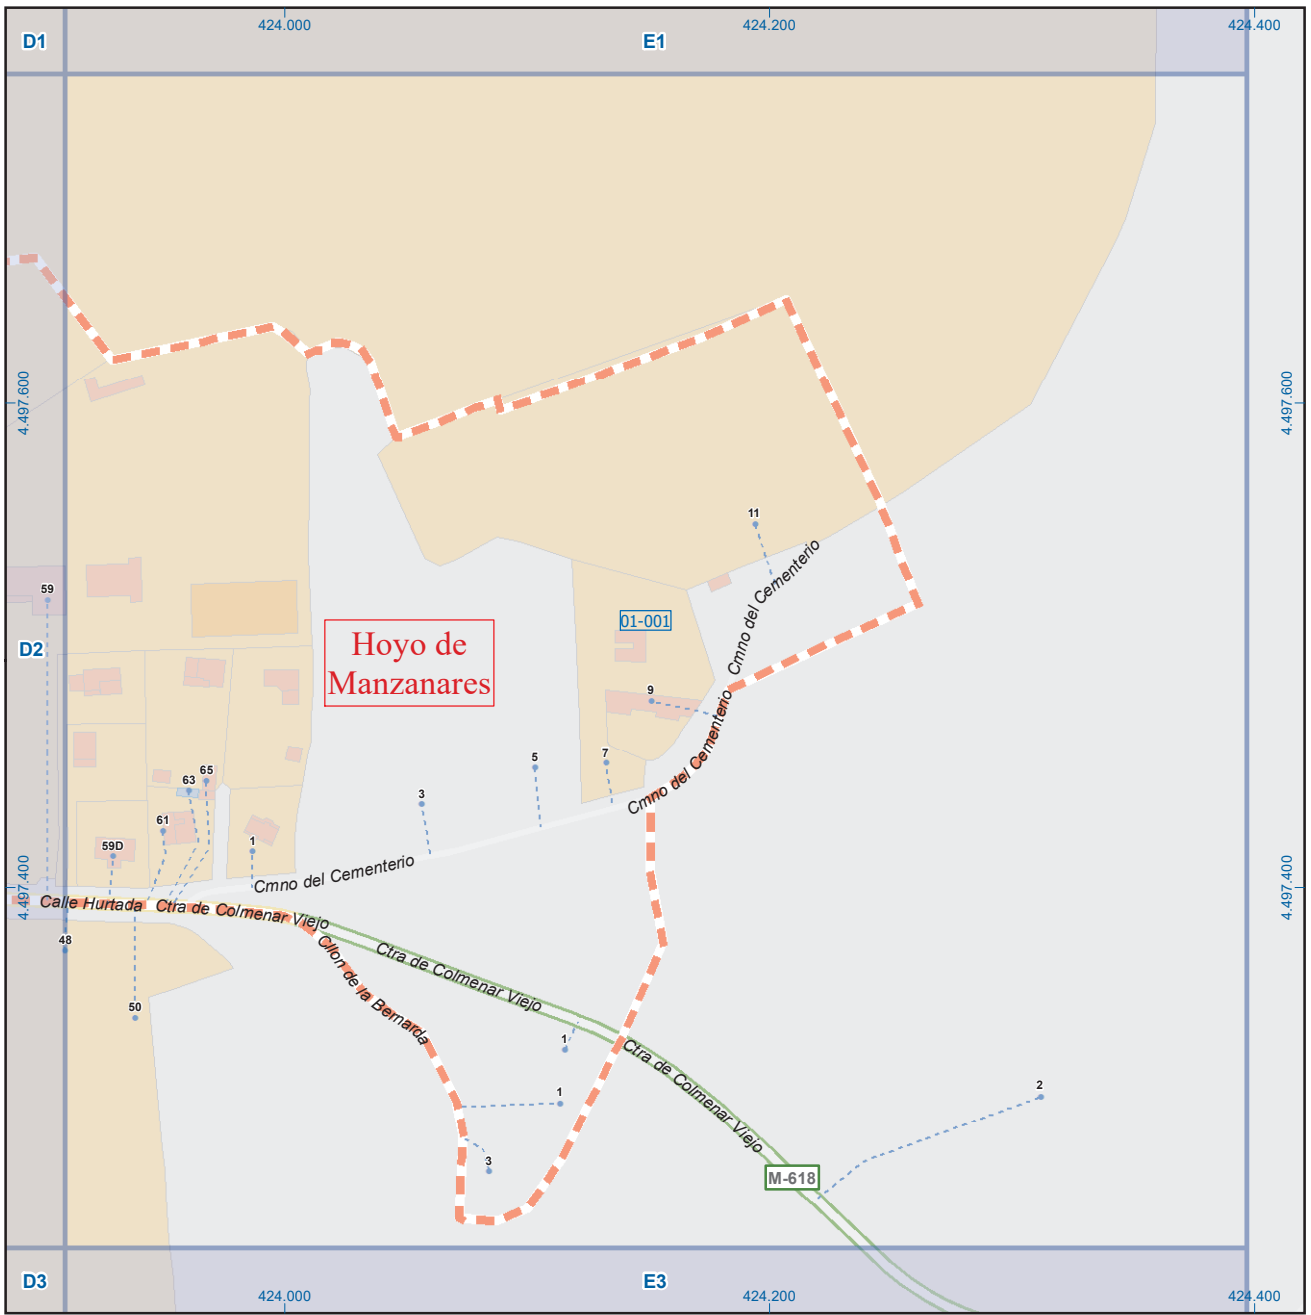 424.000
424.200
424.400
D1
E1
4.497.600
4.497.600
11
Cmno del Cementerio
59
01-001
D2
Hoyo de
Manzanares
9
Cmno del Cementerio
5
7
65
63
3
61
1
59D
Cmno del Cementerio
4.497.400
4.497.400
Calle Hurtada
Ctra de Colmenar Viejo
48
Cllon de la Bernarda
Ctra de Colmenar Viejo
50
1
Ctra de Colmenar Viejo
1
2
3
M-618
D3
E3
424.000
424.200
424.400